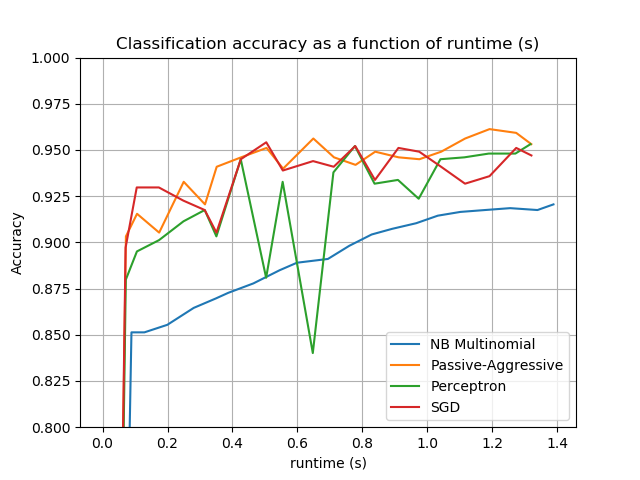 Classification accuracy as a function of runtime (s)
1.000
0.975
0.950
0.925
0.900
0.875
0.850
0.825
0.800
Accuracy
NB Multinomial
Passive-Aggressive
Perceptron
SGD
0.0 0.2 0.4 0.6 0.8 1.0 1.2 1.4
runtime (s)